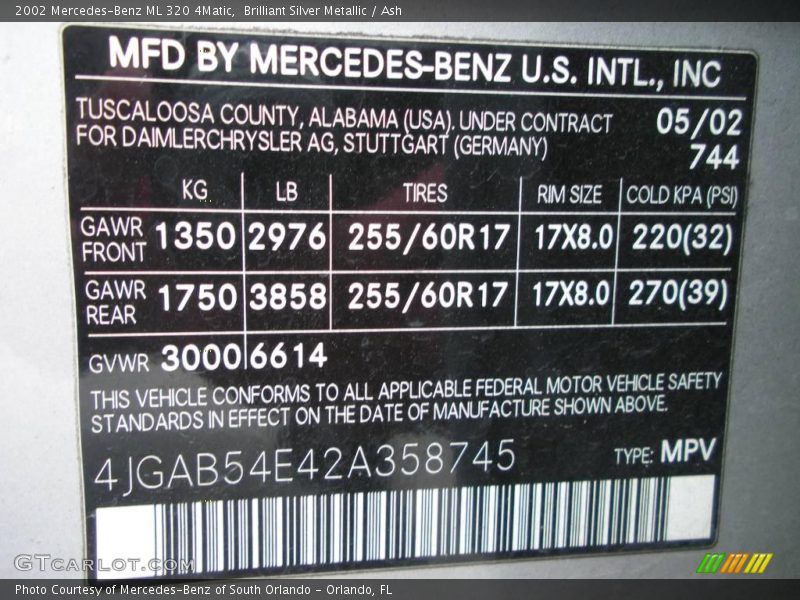 2002 Mercedes-Benz ML 320 4Matic, Brilliant Silver Metallic / Ash
MFD BY MERCEDES-BENZ U.S. INTL., INC
TUSCALOOSA COUNTY, ALABAMA (USA). UNDER CONTRACT 05/02
FOR DAIMLERCHRYSLER AG, STUTTGART (GERMANY) 744
KG LB TIRES RIM SIZE COLD KPA (PSI)
GAWR FRONT 1350 2976 255/60R17 17X8.0 220(32)
GAWR REAR 1750 3858 255/60R17 17X8.0 270(39)
GVWR 3000 6614
THIS VEHICLE CONFORMS TO ALL APPLICABLE FEDERAL MOTOR VEHICLE SAFETY
STANDARDS IN EFFECT ON THE DATE OF MANUFACTURE SHOWN ABOVE.
4JGAB54E42A358745 TYPE: MPV
GTCARLOT.COM
Photo Courtesy of Mercedes-Benz of South Orlando - Orlando, FL